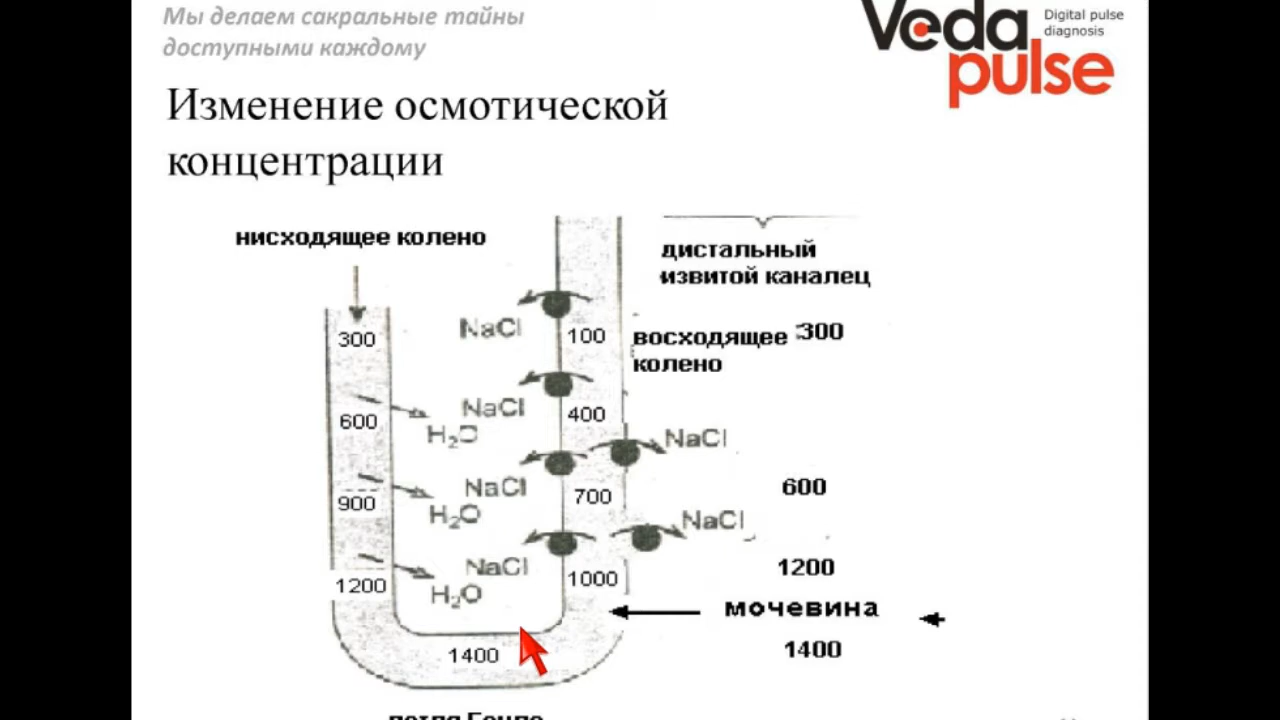 Мы делаем сакральные тайны
доступными каждому
Veda
pulse
Digital pulse
diagnosis
Изменение осмотической
концентрации
нисходящее колено
дистальный
извитой каналец
восходящее
колено
300
300
600
900
1200
1400
100
400
700
1000
NaCl
NaCl
H₂O
NaCl
H₂O
NaCl
H₂O
NaCl
NaCl
600
1200
мочевина
1400
петля Генле